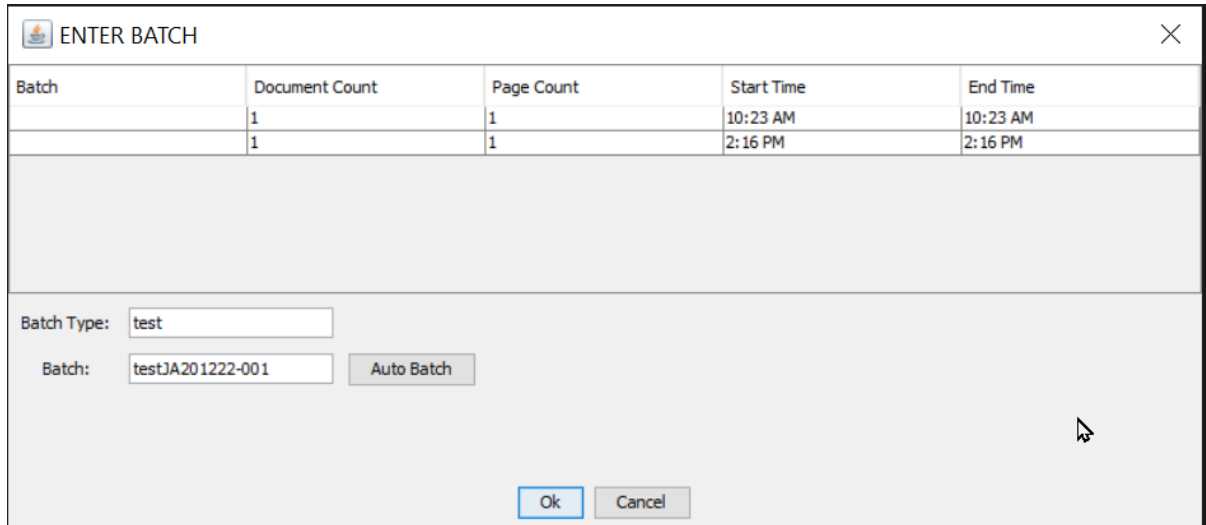 ENTER BATCH
Batch Document Count Page Count Start Time End Time
1 1 10:23 AM 10:23 AM
1 1 2:16 PM 2:16 PM
Batch Type: test
Batch: testJA201222-001 Auto Batch
Ok Cancel